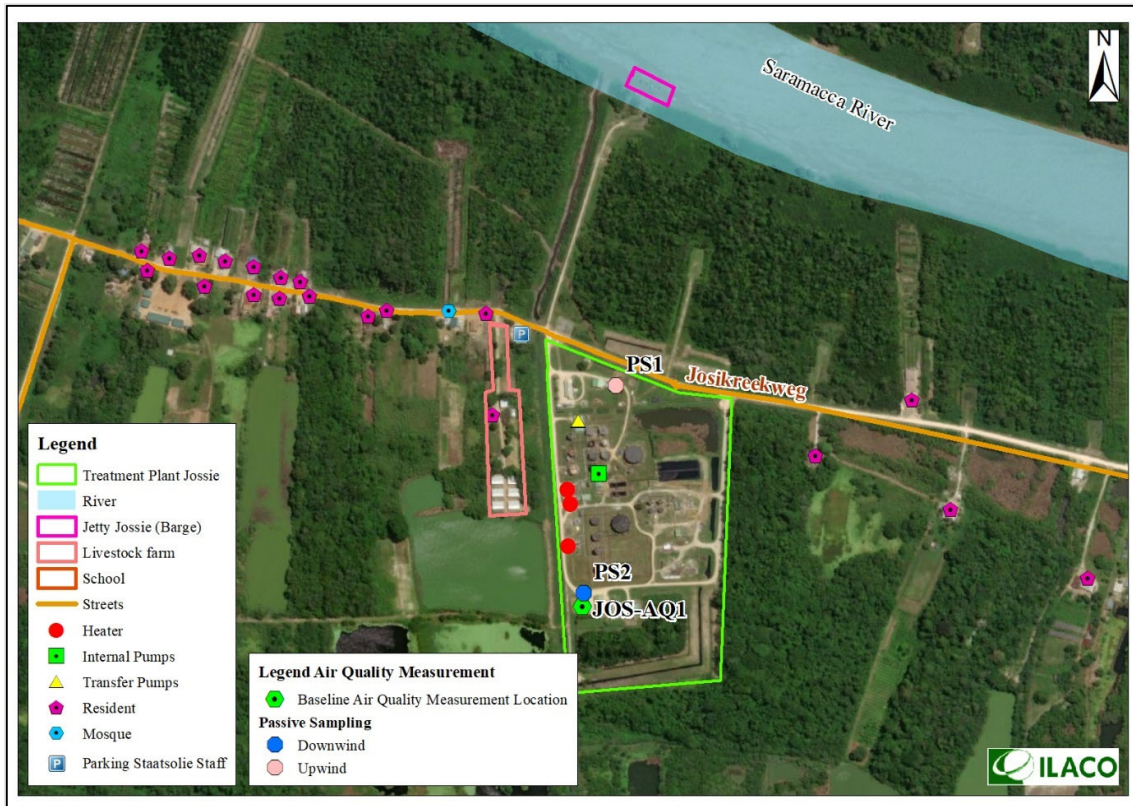 N
Saramacca River
PS1
Josikreekweg
P
PS2
JOS-AQ1
Legend
Treatment Plant Jossie
River
Jetty Jossie (Barge)
Livestock farm
School
Streets
Heater
Internal Pumps
Transfer Pumps
Resident
Mosque
P
Parking Staatsolie Staff
Legend Air Quality Measurement
Baseline Air Quality Measurement Location
Passive Sampling
Downwind
Upwind
ILACO